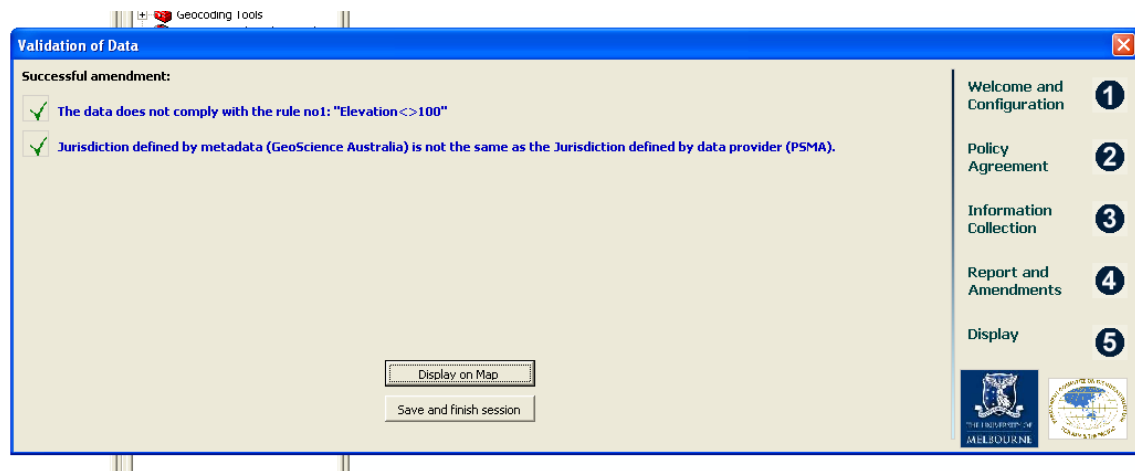 Geocoding Tools
Validation of Data
Successful amendment:
The data does not comply with the rule no1: "Elevation<>100"
Jurisdiction defined by metadata (GeoScience Australia) is not the same as the Jurisdiction defined by data provider (PSMA).
Display on Map
Save and finish session
Welcome and
Configuration
1
Policy
Agreement
2
Information
Collection
3
Report and
Amendments
4
Display
5
THE UNIVERSITY OF
MELBOURNE